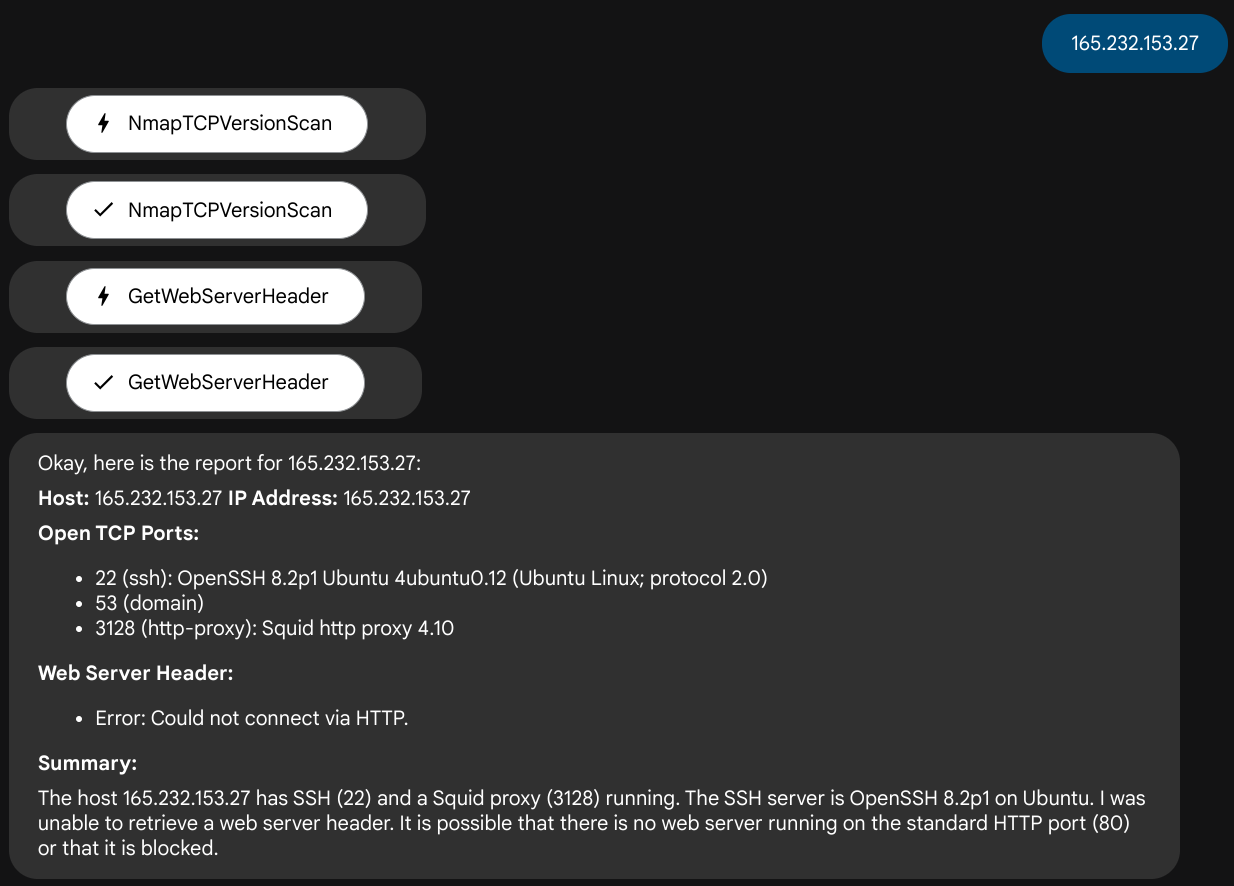 165.232.153.27
NmapTCPVersionScan
NmapTCPVersionScan
GetWebServerHeader
GetWebServerHeader
Okay, here is the report for 165.232.153.27:
Host: 165.232.153.27 IP Address: 165.232.153.27
Open TCP Ports:
• 22 (ssh): OpenSSH 8.2p1 Ubuntu 4ubuntu0.12 (Ubuntu Linux; protocol 2.0)
• 53 (domain)
• 3128 (http-proxy): Squid http proxy 4.10
Web Server Header:
• Error: Could not connect via HTTP.
Summary:
The host 165.232.153.27 has SSH (22) and a Squid proxy (3128) running. The SSH server is OpenSSH 8.2p1 on Ubuntu. I was
unable to retrieve a web server header. It is possible that there is no web server running on the standard HTTP port (80)
or that it is blocked.